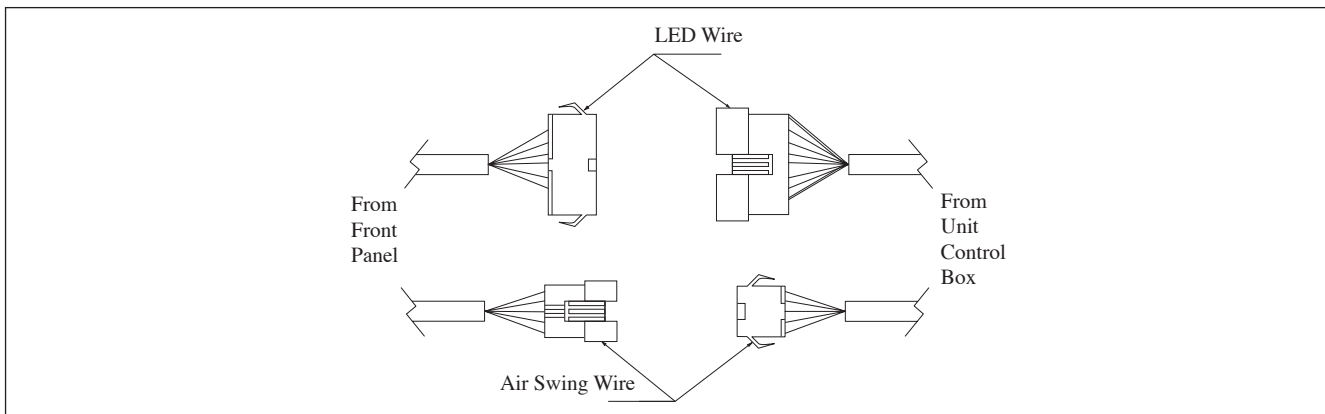 LED Wire
From
Front
Panel
From
Unit
Control
Box
Air Swing Wire